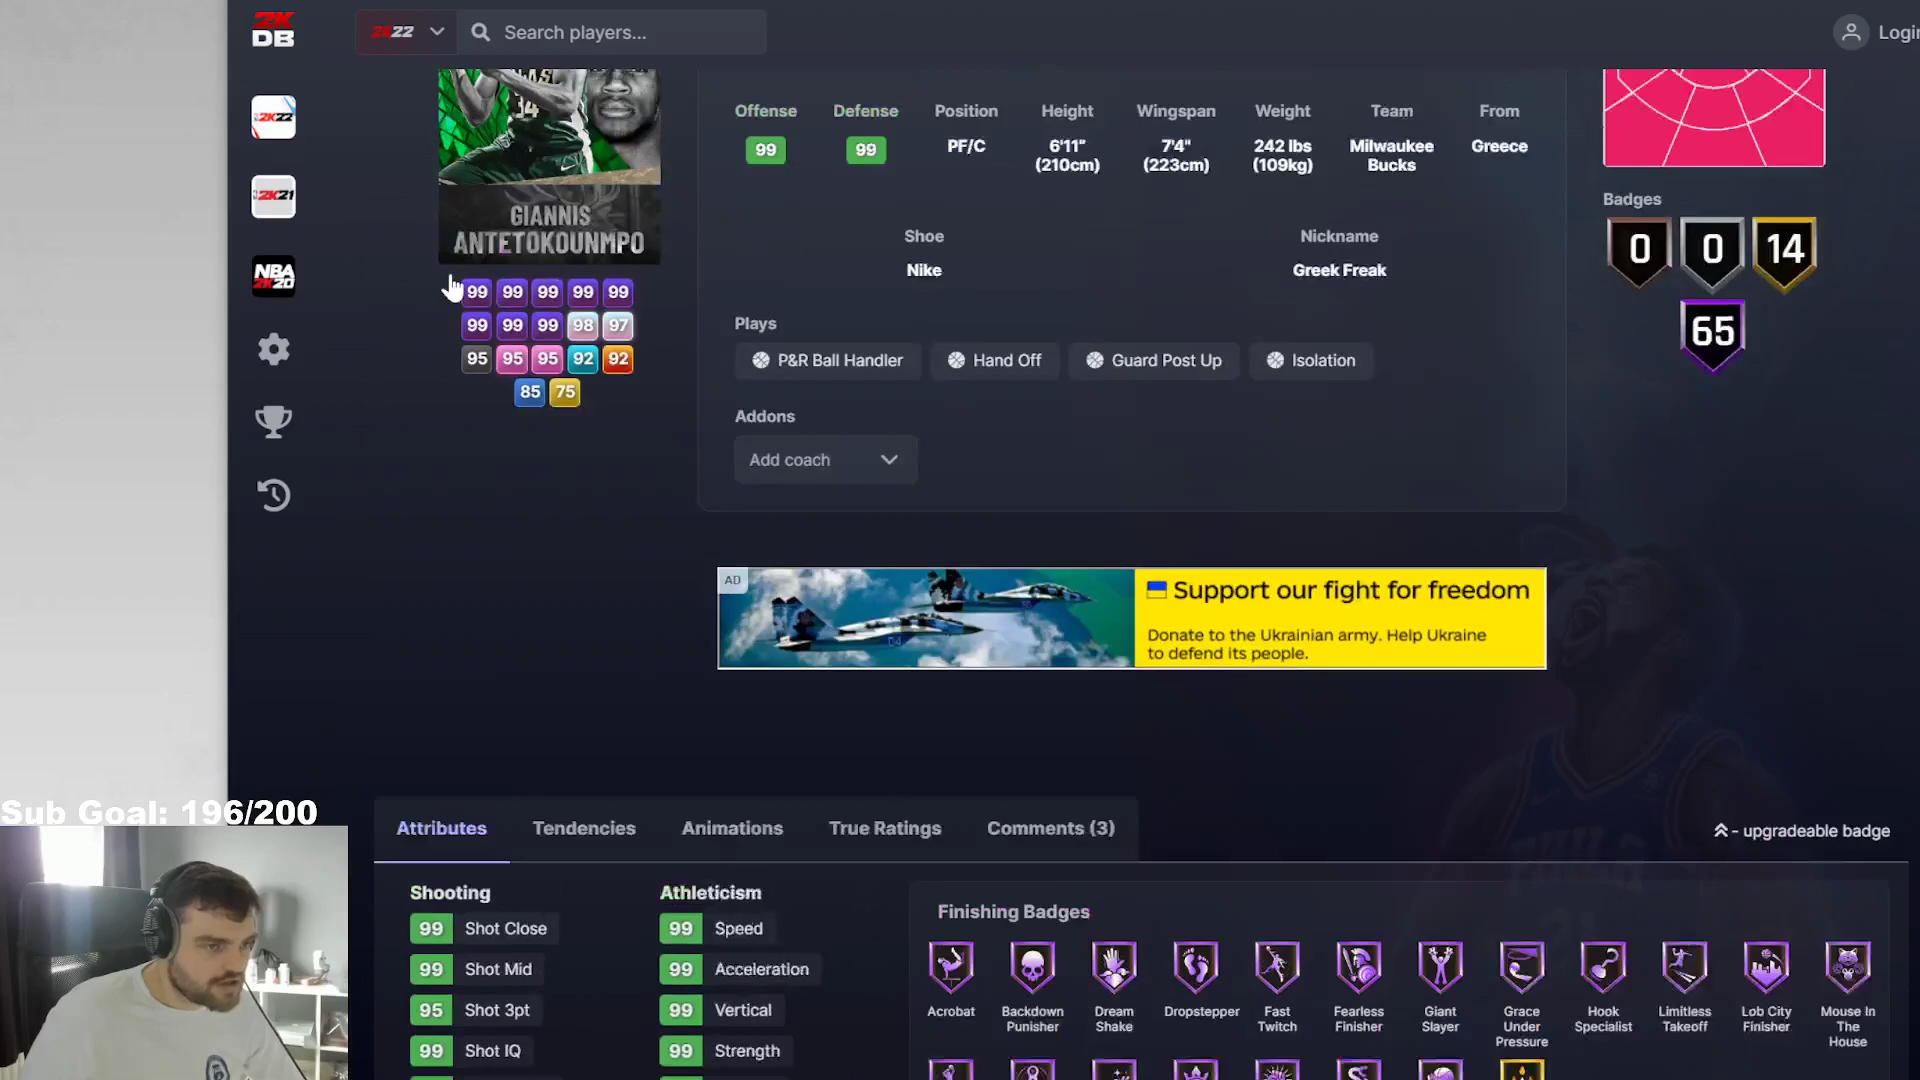 2K
DB
2K22
Search players...
Login
2K22
2K21
NBA
2K20
34
GIANNIS
ANTETOKOUNMPO
99 99 99 99 99
99 99 99 98 97
95 95 95 92 92
85 75
Offense Defense Position Height Wingspan Weight Team From
99 99 PF/C 6'11" 7'4" 242 lbs Milwaukee Greece
(210cm) (223cm) (109kg) Bucks
Shoe Nickname
Nike Greek Freak
Plays
P&R Ball Handler Hand Off Guard Post Up Isolation
Addons
Add coach
Badges
0 0 14
65
AD
Support our fight for freedom
Donate to the Ukrainian army. Help Ukraine
to defend its people.
Sub Goal: 196/200
Attributes Tendencies Animations True Ratings Comments (3)
- upgradeable badge
Shooting
99 Shot Close
99 Shot Mid
95 Shot 3pt
99 Shot IQ
Athleticism
99 Speed
99 Acceleration
99 Vertical
99 Strength
Finishing Badges
Acrobat
Backdown
Punisher
Dream
Shake
Dropstepper
Fast
Twitch
Fearless
Finisher
Giant
Slayer
Grace
Under
Pressure
Hook
Specialist
Limitless
Takeoff
Lob City
Finisher
Mouse In
The
House